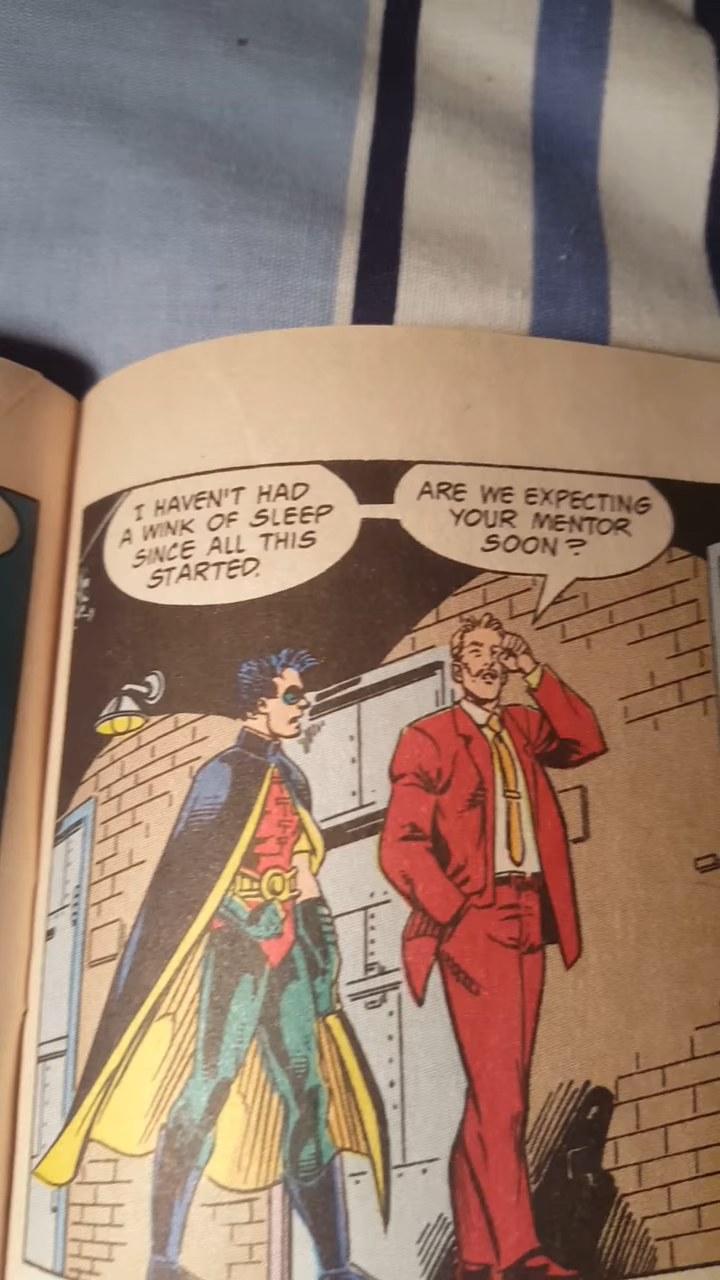 I HAVEN'T HAD
A WINK OF SLEEP
SINCE ALL THIS
STARTED.
ARE WE EXPECTING
YOUR MENTOR
SOON?